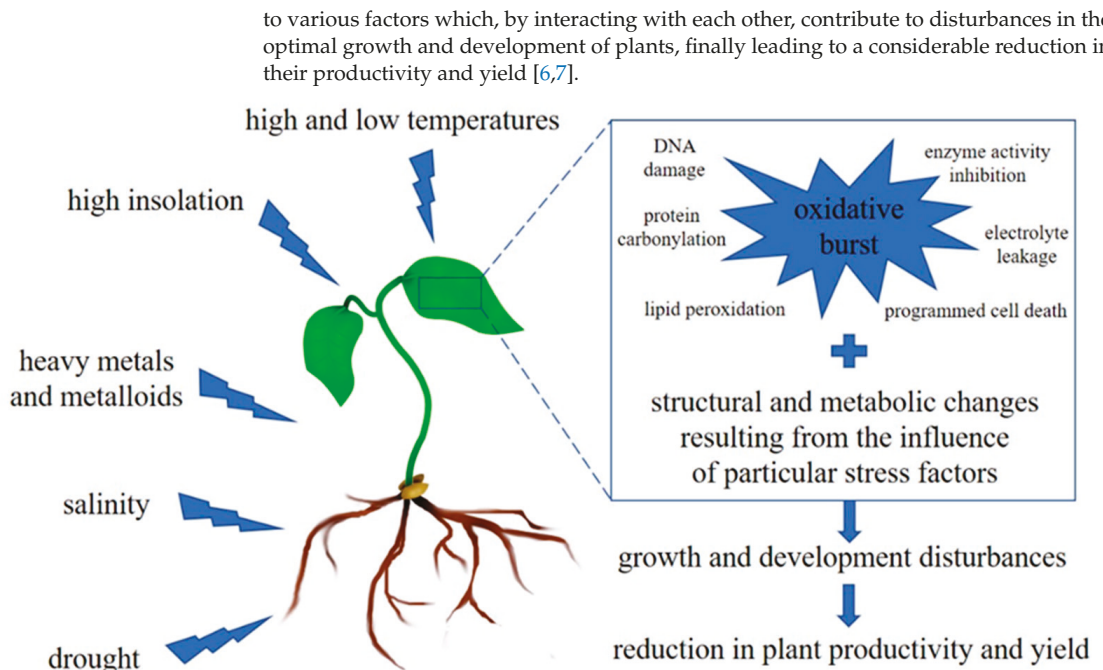 to various factors which, by interacting with each other, contribute to disturbances in the
optimal growth and development of plants, finally leading to a considerable reduction in
their productivity and yield [6,7].
high and low temperatures
high insolation
heavy metals
and metalloids
salinity
drought
DNA
damage
enzyme activity
inhibition
oxidative
burst
protein
carbonylation
electrolyte
leakage
lipid peroxidation
programmed cell death
structural and metabolic changes
resulting from the influence
of particular stress factors
growth and development disturbances
reduction in plant productivity and yield